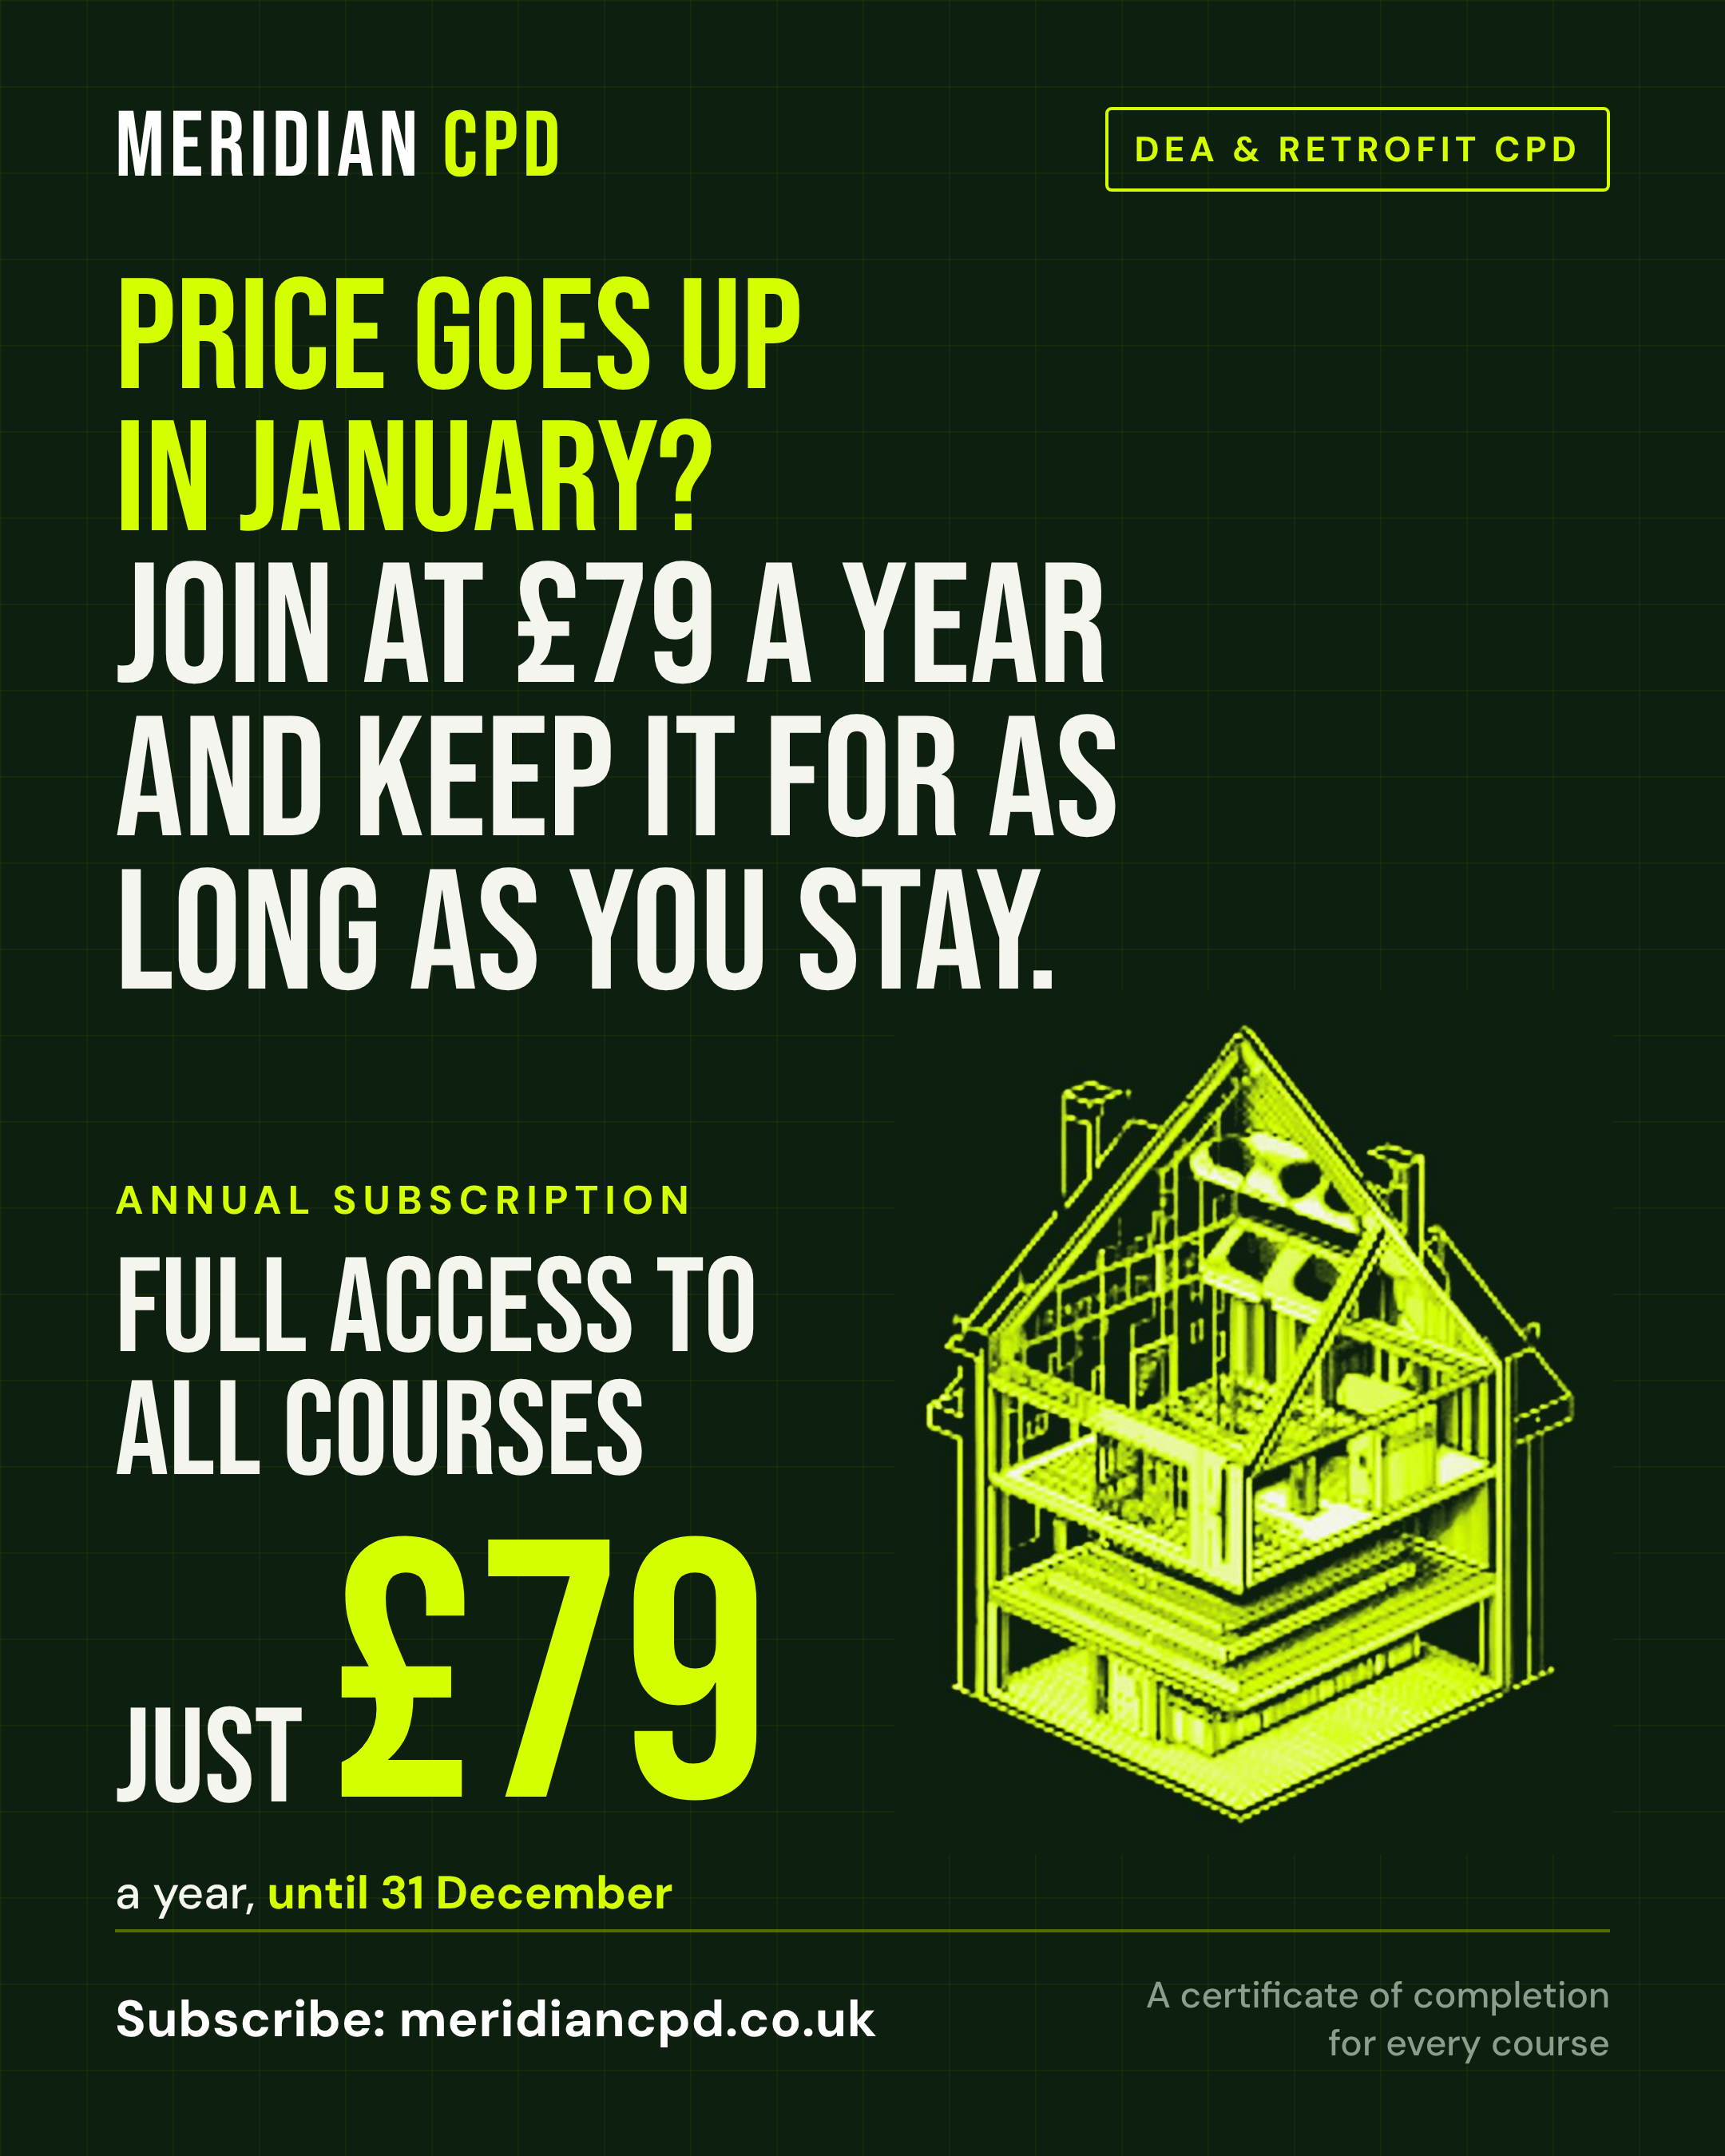 MERIDIAN CPD
DEA & RETROFIT CPD
PRICE GOES UP
IN JANUARY?
JOIN AT £79 A YEAR
AND KEEP IT FOR AS
LONG AS YOU STAY.
ANNUAL SUBSCRIPTION
FULL ACCESS TO
ALL COURSES
JUST £79
a year, until 31 December
Subscribe: meridiancpd.co.uk
A certificate of completion
for every course